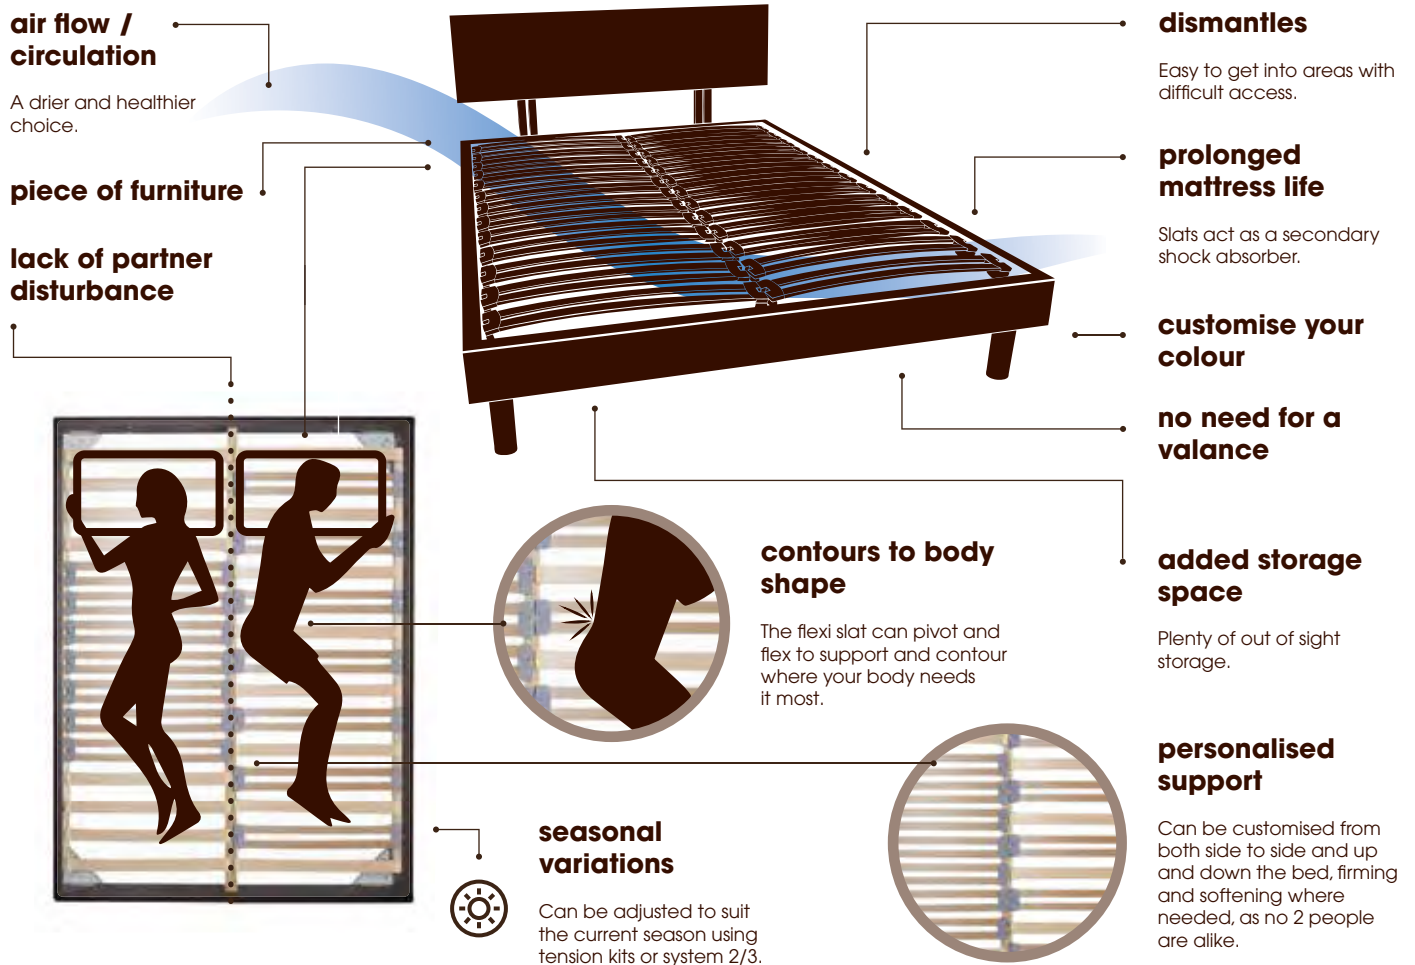 air flow /
circulation
A drier and healthier
choice.
piece of furniture
lack of partner
disturbance
dismantles
Easy to get into areas with
difficult access.
prolonged
mattress life
Slats act as a secondary
shock absorber.
customise your
colour
no need for a
valance
added storage
space
Plenty of out of sight
storage.
contours to body
shape
The flexi slat can pivot and
flex to support and contour
where your body needs
it most.
personalised
support
Can be customised from
both side to side and up
and down the bed, firming
and softening where
needed, as no 2 people
are alike.
seasonal
variations
Can be adjusted to suit
the current season using
tension kits or system 2/3.